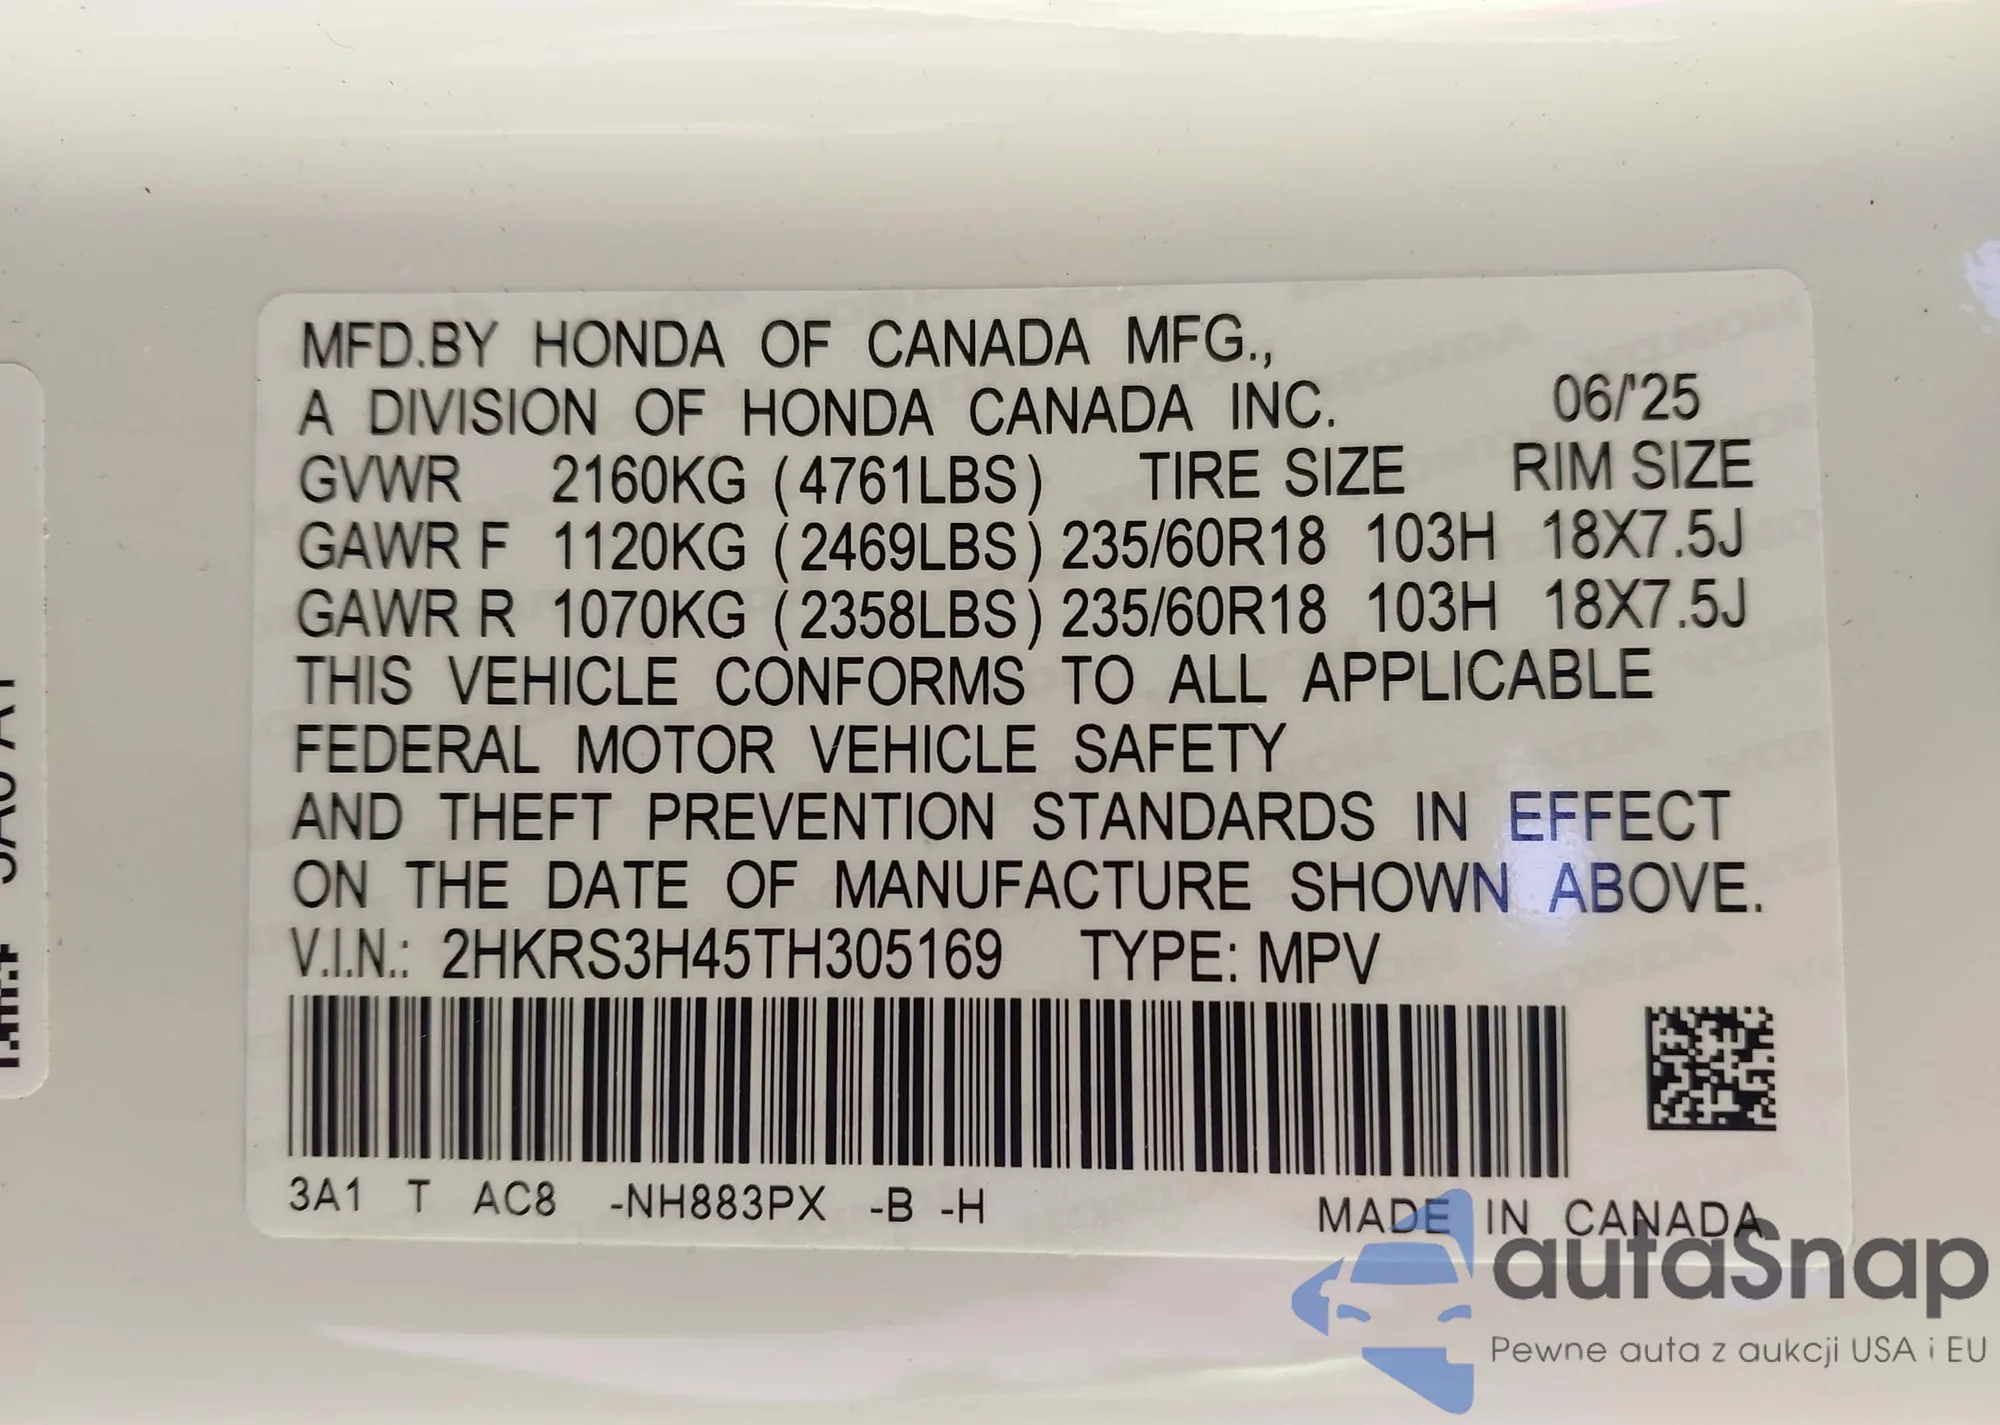 MFD.BY HONDA OF CANADA MFG.,
A DIVISION OF HONDA CANADA INC. 06/'25
GVWR 2160KG (4761LBS) TIRE SIZE RIM SIZE
GAWR F 1120KG (2469LBS) 235/60R18 103H 18X7.5J
GAWR R 1070KG (2358LBS) 235/60R18 103H 18X7.5J
THIS VEHICLE CONFORMS TO ALL APPLICABLE
FEDERAL MOTOR VEHICLE SAFETY
AND THEFT PREVENTION STANDARDS IN EFFECT
ON THE DATE OF MANUFACTURE SHOWN ABOVE.
V.I.N.: 2HKRS3H45TH305169 TYPE: MPV
3A1 T AC8 -NH883PX -B -H MADE IN CANADA
autaSnap
Pewne auta z aukcji USA i EU